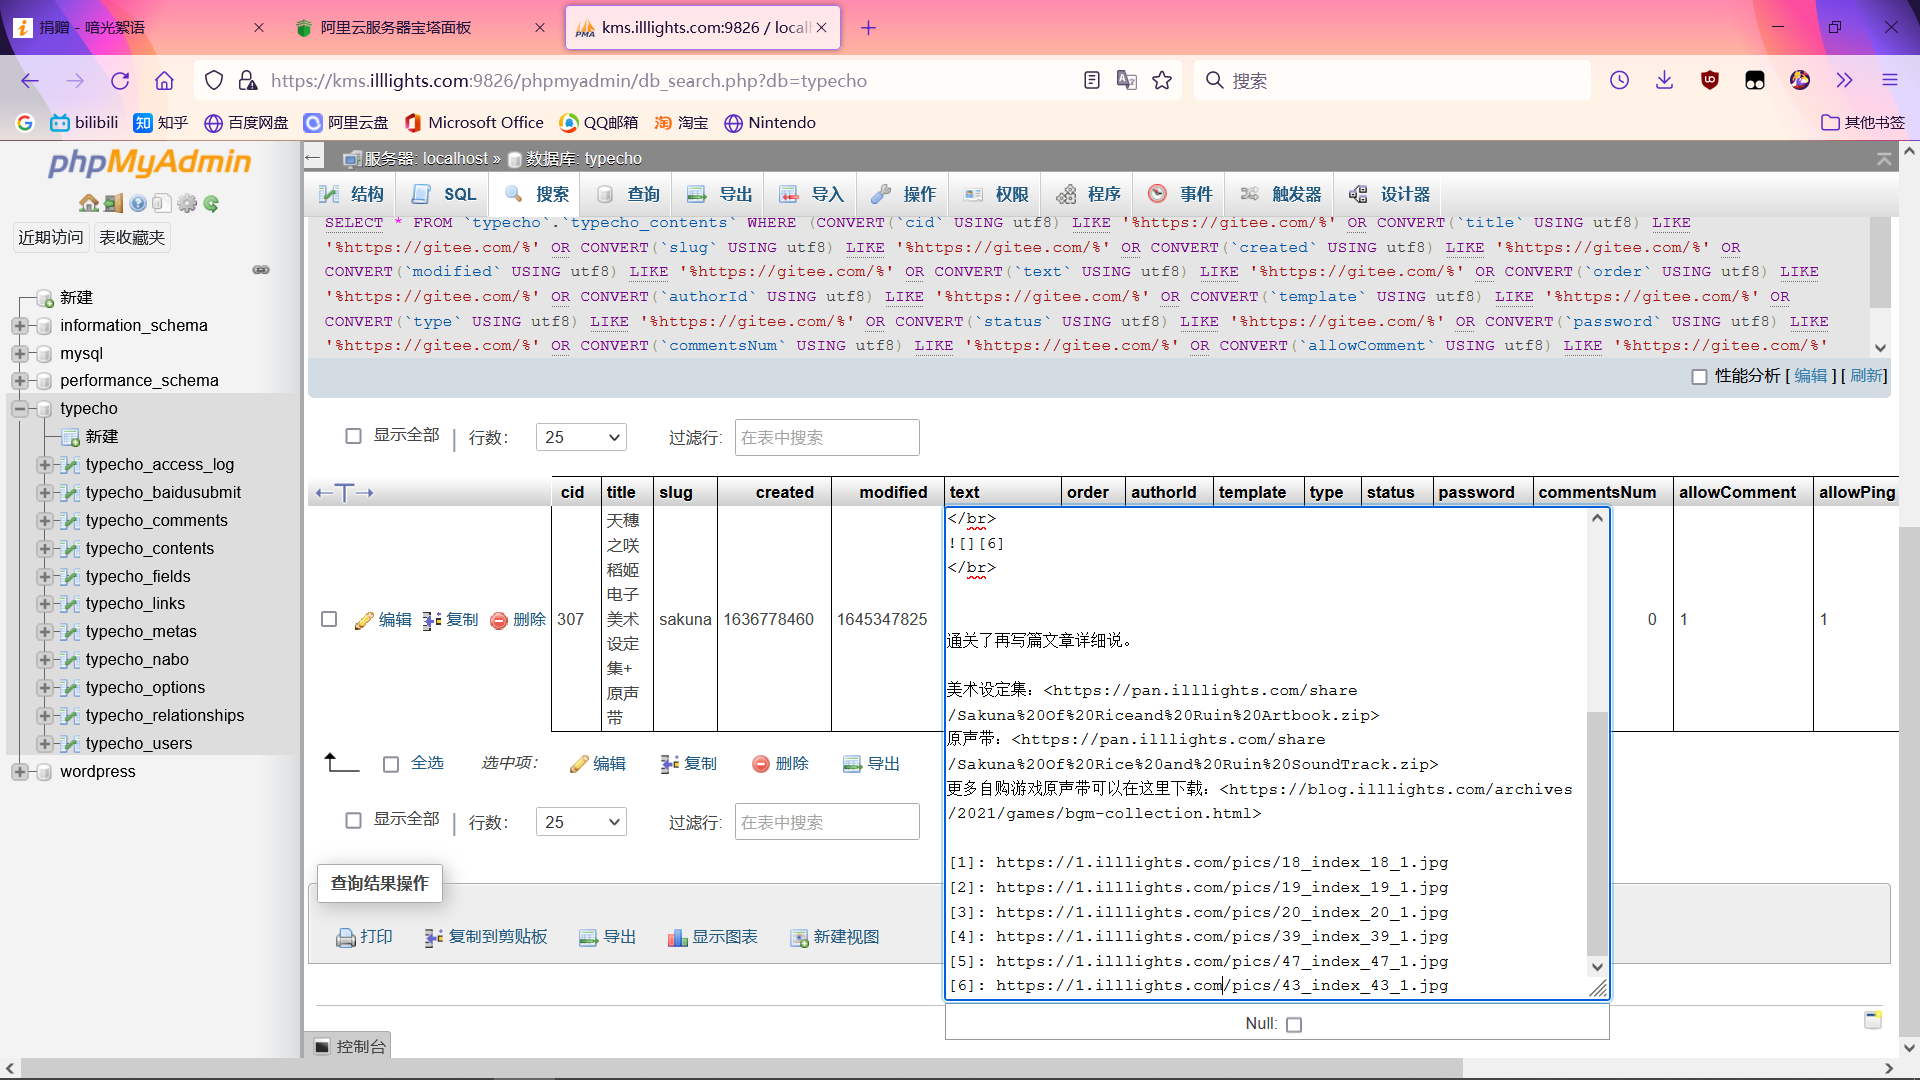 捐赠 - 喑光絮语
阿里云服务器宝塔面板
kms.illlights.com:9826 / local
https://kms.illlights.com:9826/phpmyadmin/db_search.php?db=typecho
搜索
bilibili
知乎
百度网盘
阿里云盘
Microsoft Office
QQ邮箱
淘宝
Nintendo
其他书签
phpMyAdmin
近期访问
表收藏夹
新建
information_schema
mysql
performance_schema
typecho
新建
typecho_access_log
typecho_baidusubmit
typecho_comments
typecho_contents
typecho_fields
typecho_links
typecho_metas
typecho_nabo
typecho_options
typecho_relationships
typecho_users
wordpress
服务器: localhost » 数据库: typecho
结构
SQL
搜索
查询
导出
导入
操作
权限
程序
事件
触发器
设计器
SELECT * FROM `typecho`.`typecho_contents` WHERE (CONVERT(`cid` USING utf8) LIKE '%https://gitee.com/%' OR CONVERT(`title` USING utf8) LIKE
'%https://gitee.com/%' OR CONVERT(`slug` USING utf8) LIKE '%https://gitee.com/%' OR CONVERT(`created` USING utf8) LIKE '%https://gitee.com/%' OR
CONVERT(`modified` USING utf8) LIKE '%https://gitee.com/%' OR CONVERT(`text` USING utf8) LIKE '%https://gitee.com/%' OR CONVERT(`order` USING utf8) LIKE
'%https://gitee.com/%' OR CONVERT(`authorId` USING utf8) LIKE '%https://gitee.com/%' OR CONVERT(`template` USING utf8) LIKE '%https://gitee.com/%' OR
CONVERT(`type` USING utf8) LIKE '%https://gitee.com/%' OR CONVERT(`status` USING utf8) LIKE '%https://gitee.com/%' OR CONVERT(`password` USING utf8) LIKE
'%https://gitee.com/%' OR CONVERT(`commentsNum` USING utf8) LIKE '%https://gitee.com/%' OR CONVERT(`allowComment` USING utf8) LIKE '%https://gitee.com/%'
性能分析 [ 编辑 ] [ 刷新]
显示全部 | 行数: 25 过滤行: 在表中搜索
cid title slug created modified text order authorId template type status password commentsNum allowComment allowPing
编辑 复制 删除 307
天穗
之咲
稻姬
电子
美术
设定
集+
原声
带
sakuna 1636778460 1645347825
</br>
![][6]
</br>
通关了再写篇文章详细说。
美术设定集：<https://pan.illlights.com/share
/Sakuna%20Of%20Riceand%20Ruin%20Artbook.zip>
原声带：<https://pan.illlights.com/share
/Sakuna%20Of%20Rice%20and%20Ruin%20SoundTrack.zip>
更多自购游戏原声带可以在这里下载：<https://blog.illlights.com/archives
/2021/games/bgm-collection.html>
[1]: https://1.illlights.com/pics/18_index_18_1.jpg
[2]: https://1.illlights.com/pics/19_index_19_1.jpg
[3]: https://1.illlights.com/pics/20_index_20_1.jpg
[4]: https://1.illlights.com/pics/39_index_39_1.jpg
[5]: https://1.illlights.com/pics/47_index_47_1.jpg
[6]: https://1.illlights.com/pics/43_index_43_1.jpg
0 1 1
Null:
全选 选中项: 编辑 复制 删除 导出
显示全部 | 行数: 25 过滤行: 在表中搜索
查询结果操作
打印 复制到剪贴板 导出 显示图表 新建视图
控制台